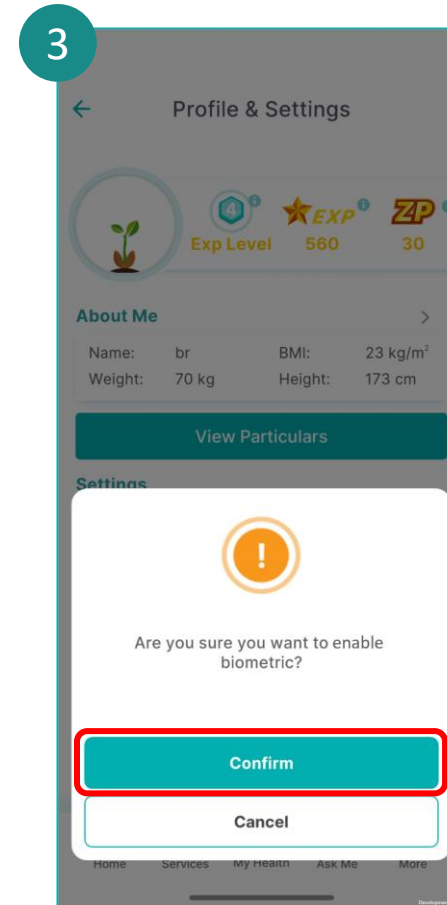 3
Profile & Settings
4 EXP ZP
Exp Level 560 30
About Me
Name: br BMI: 23 kg/m²
Weight: 70 kg Height: 173 cm
View Particulars
Settings
!
Are you sure you want to enable
biometric?
Confirm
Cancel
Home Services My Health Ask Me More